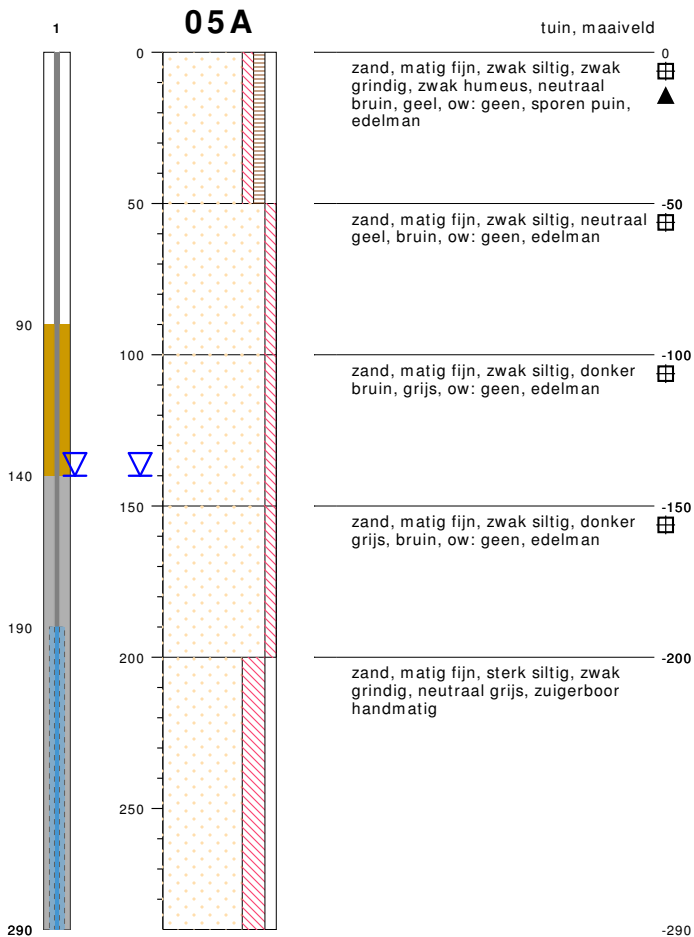 05A
1
tuin, maaiveld
0
0
zand, matig fijn, zwak siltig, zwak
grindig, zwak humeus, neutraal
bruin, geel, ow: geen, sporen puin,
edelman
50
-50
zand, matig fijn, zwak siltig, neutraal
geel, bruin, ow: geen, edelman
90
100
-100
zand, matig fijn, zwak siltig, donker
bruin, grijs, ow: geen, edelman
140
150
-150
zand, matig fijn, zwak siltig, donker
grijs, bruin, ow: geen, edelman
190
200
-200
zand, matig fijn, sterk siltig, zwak
grindig, neutraal grijs, zuigerboor
handmatig
250
290
-290